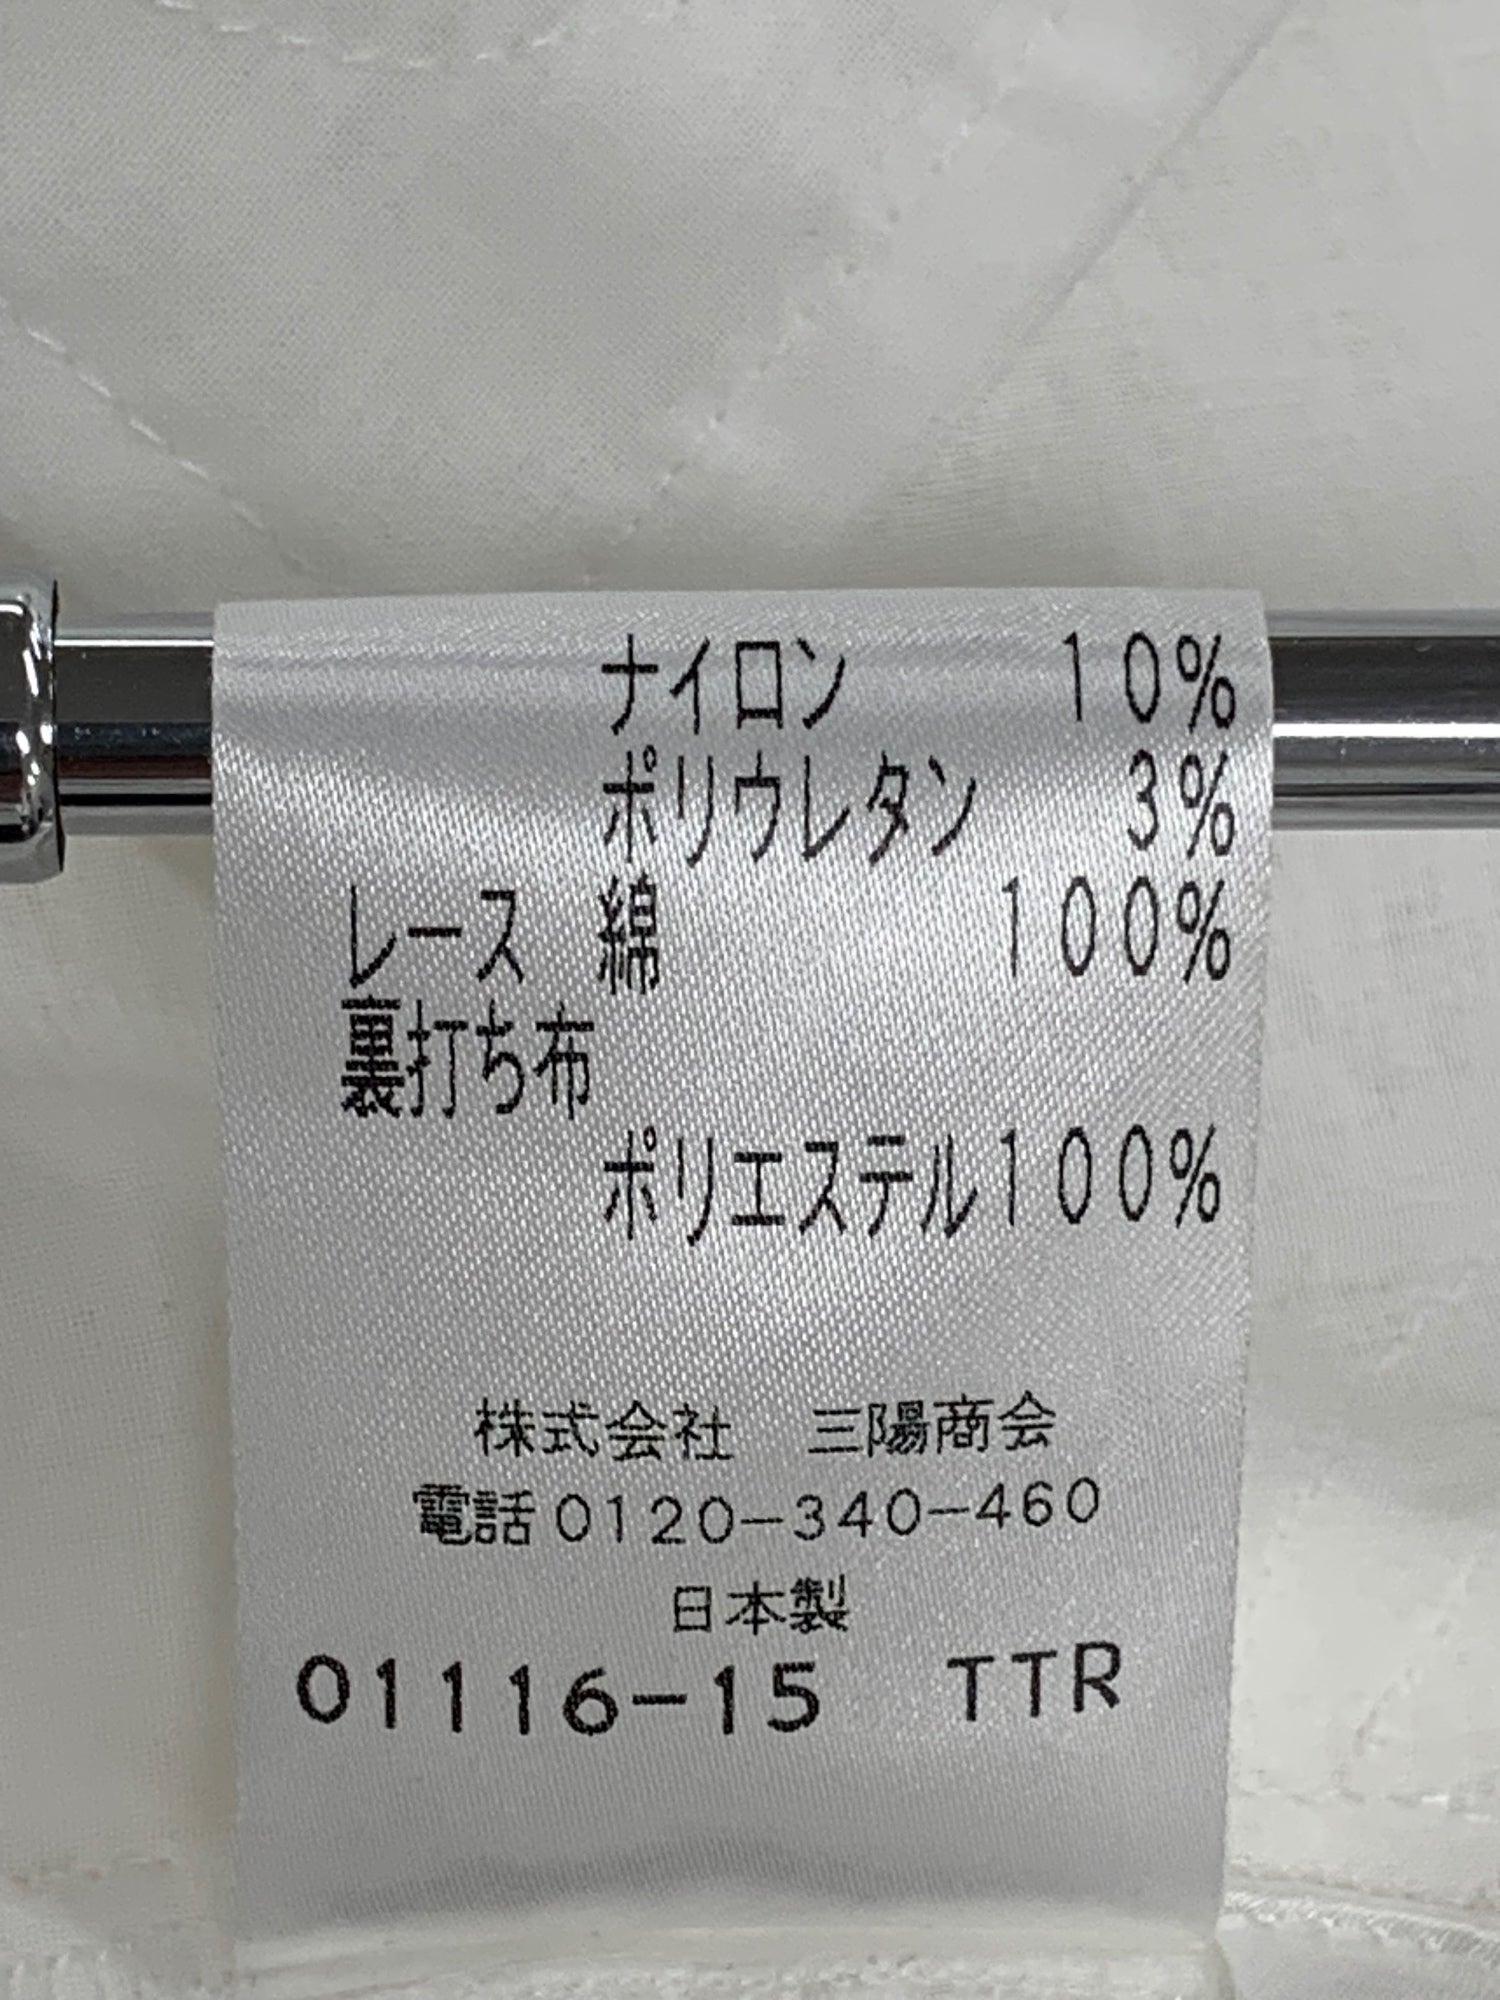 ナイロン 10%
ポリウレタン 3%
レース 綿 100%
裏打ち布
ポリエステル100%
株式会社 三陽商会
電話0120-340-460
日本製
01116-15 TTR